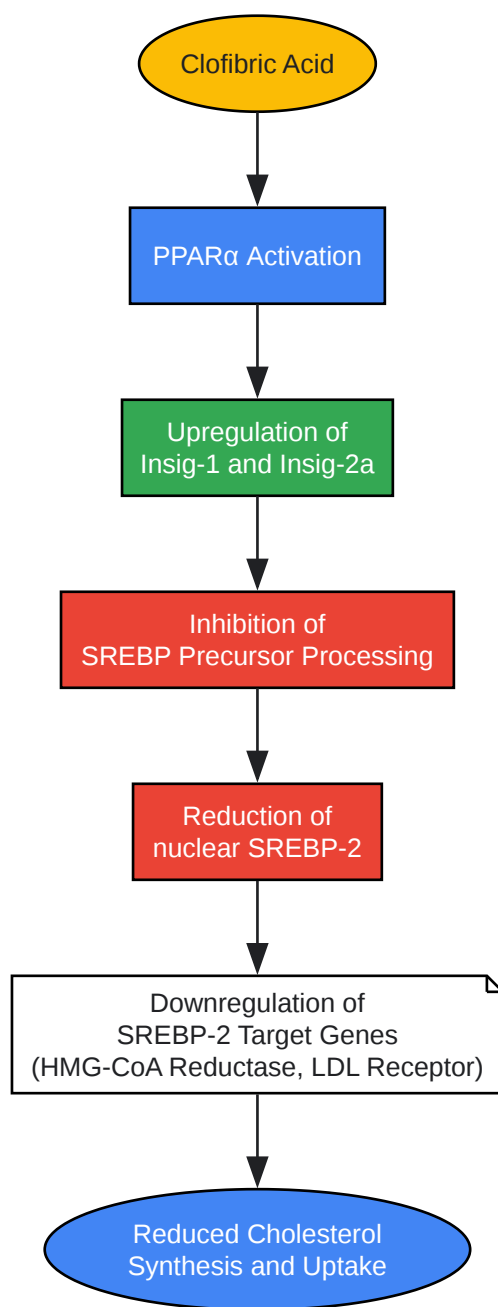 Clofibric Acid
PPARα Activation
Upregulation of
Insig-1 and Insig-2a
Inhibition of
SREBP Precursor Processing
Reduction of
nuclear SREBP-2
Downregulation of
SREBP-2 Target Genes
(HMG-CoA Reductase, LDL Receptor)
Reduced Cholesterol
Synthesis and Uptake